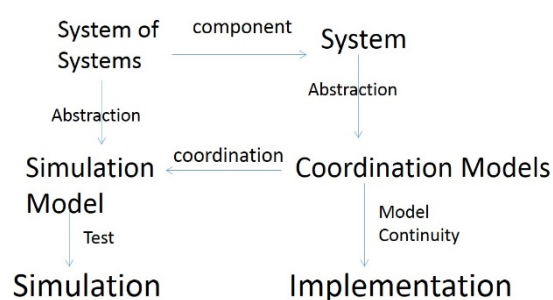 System of
Systems
component
System
Abstraction
Abstraction
Simulation
Model
coordination
Coordination Models
Test
Model
Continuity
Simulation
Implementation